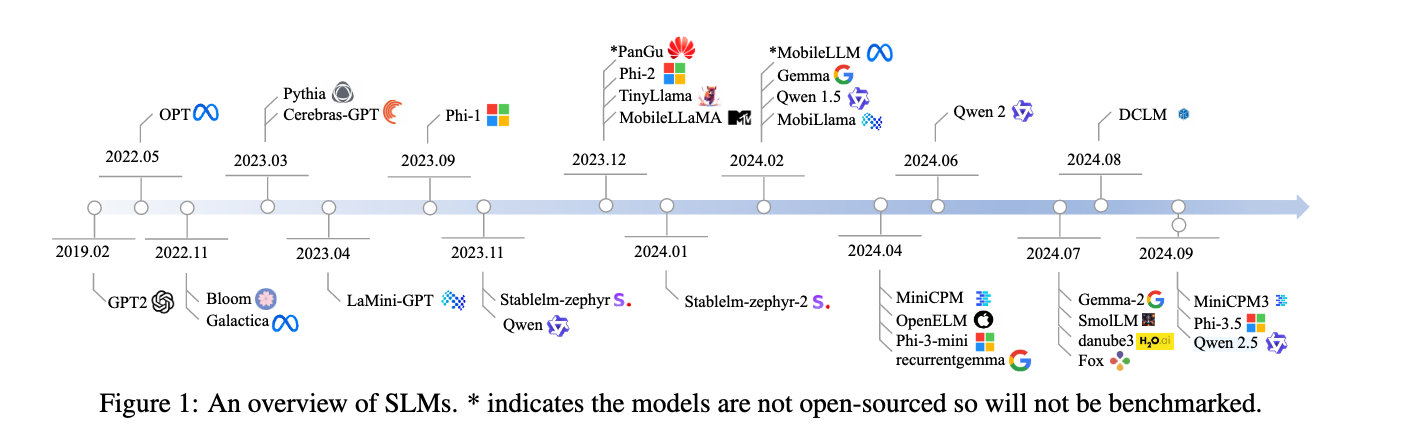 *PanGu
Phi-2
TinyLlama
MobileLLaMA
*MobileLLM
Gemma
Qwen 1.5
MobiLlama
Pythia
Cerebras-GPT
OPT
Phi-1
Qwen 2
DCLM
2022.05
2023.03
2023.09
2023.12
2024.02
2024.06
2024.08
2019.02
2022.11
2023.04
2023.11
2024.01
2024.04
2024.07
2024.09
GPT2
Bloom
Galactica
LaMini-GPT
Stablelm-zephyr S.
Qwen
Stablelm-zephyr-2 S.
MiniCPM
OpenELM
Phi-3-mini
recurrentgemma
Gemma-2
SmolLM
danube3 H₂O.ai
Fox
MiniCPM3
Phi-3.5
Qwen 2.5
Figure 1: An overview of SLMs. * indicates the models are not open-sourced so will not be benchmarked.